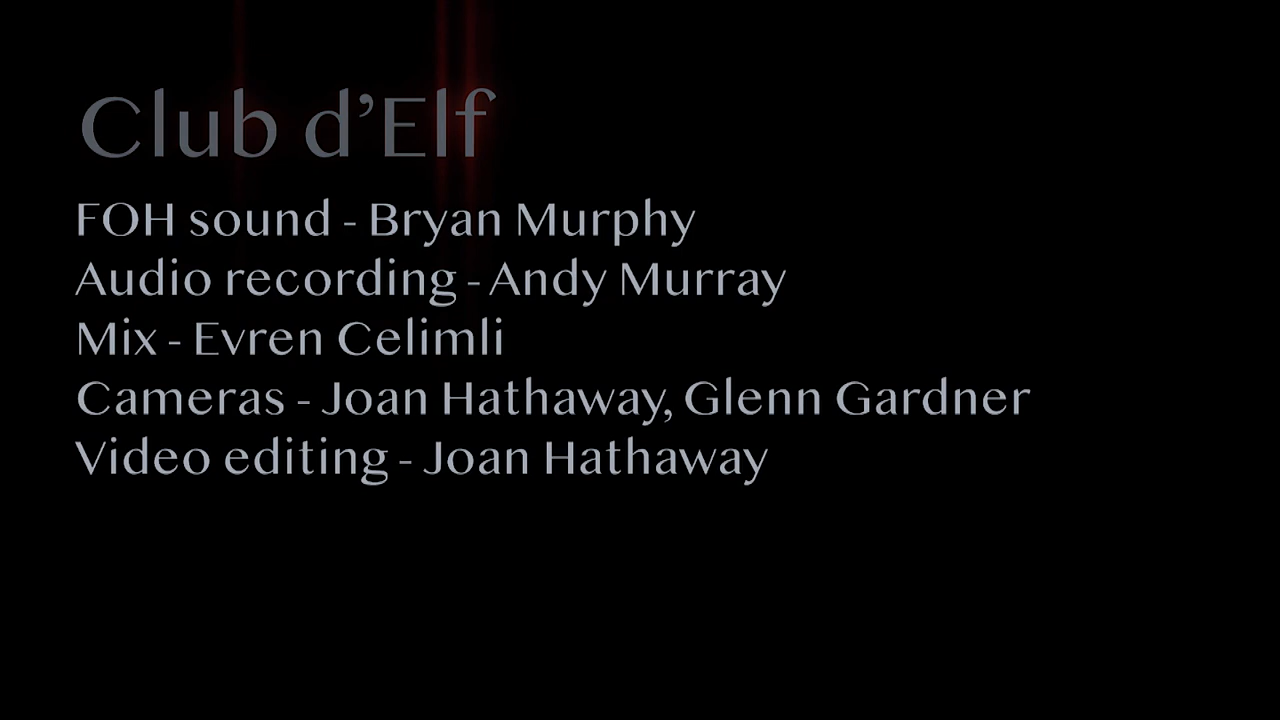 Club d’Elf
FOH sound - Bryan Murphy
Audio recording - Andy Murray
Mix - Evren Celimli
Cameras - Joan Hathaway, Glenn Gardner
Video editing - Joan Hathaway